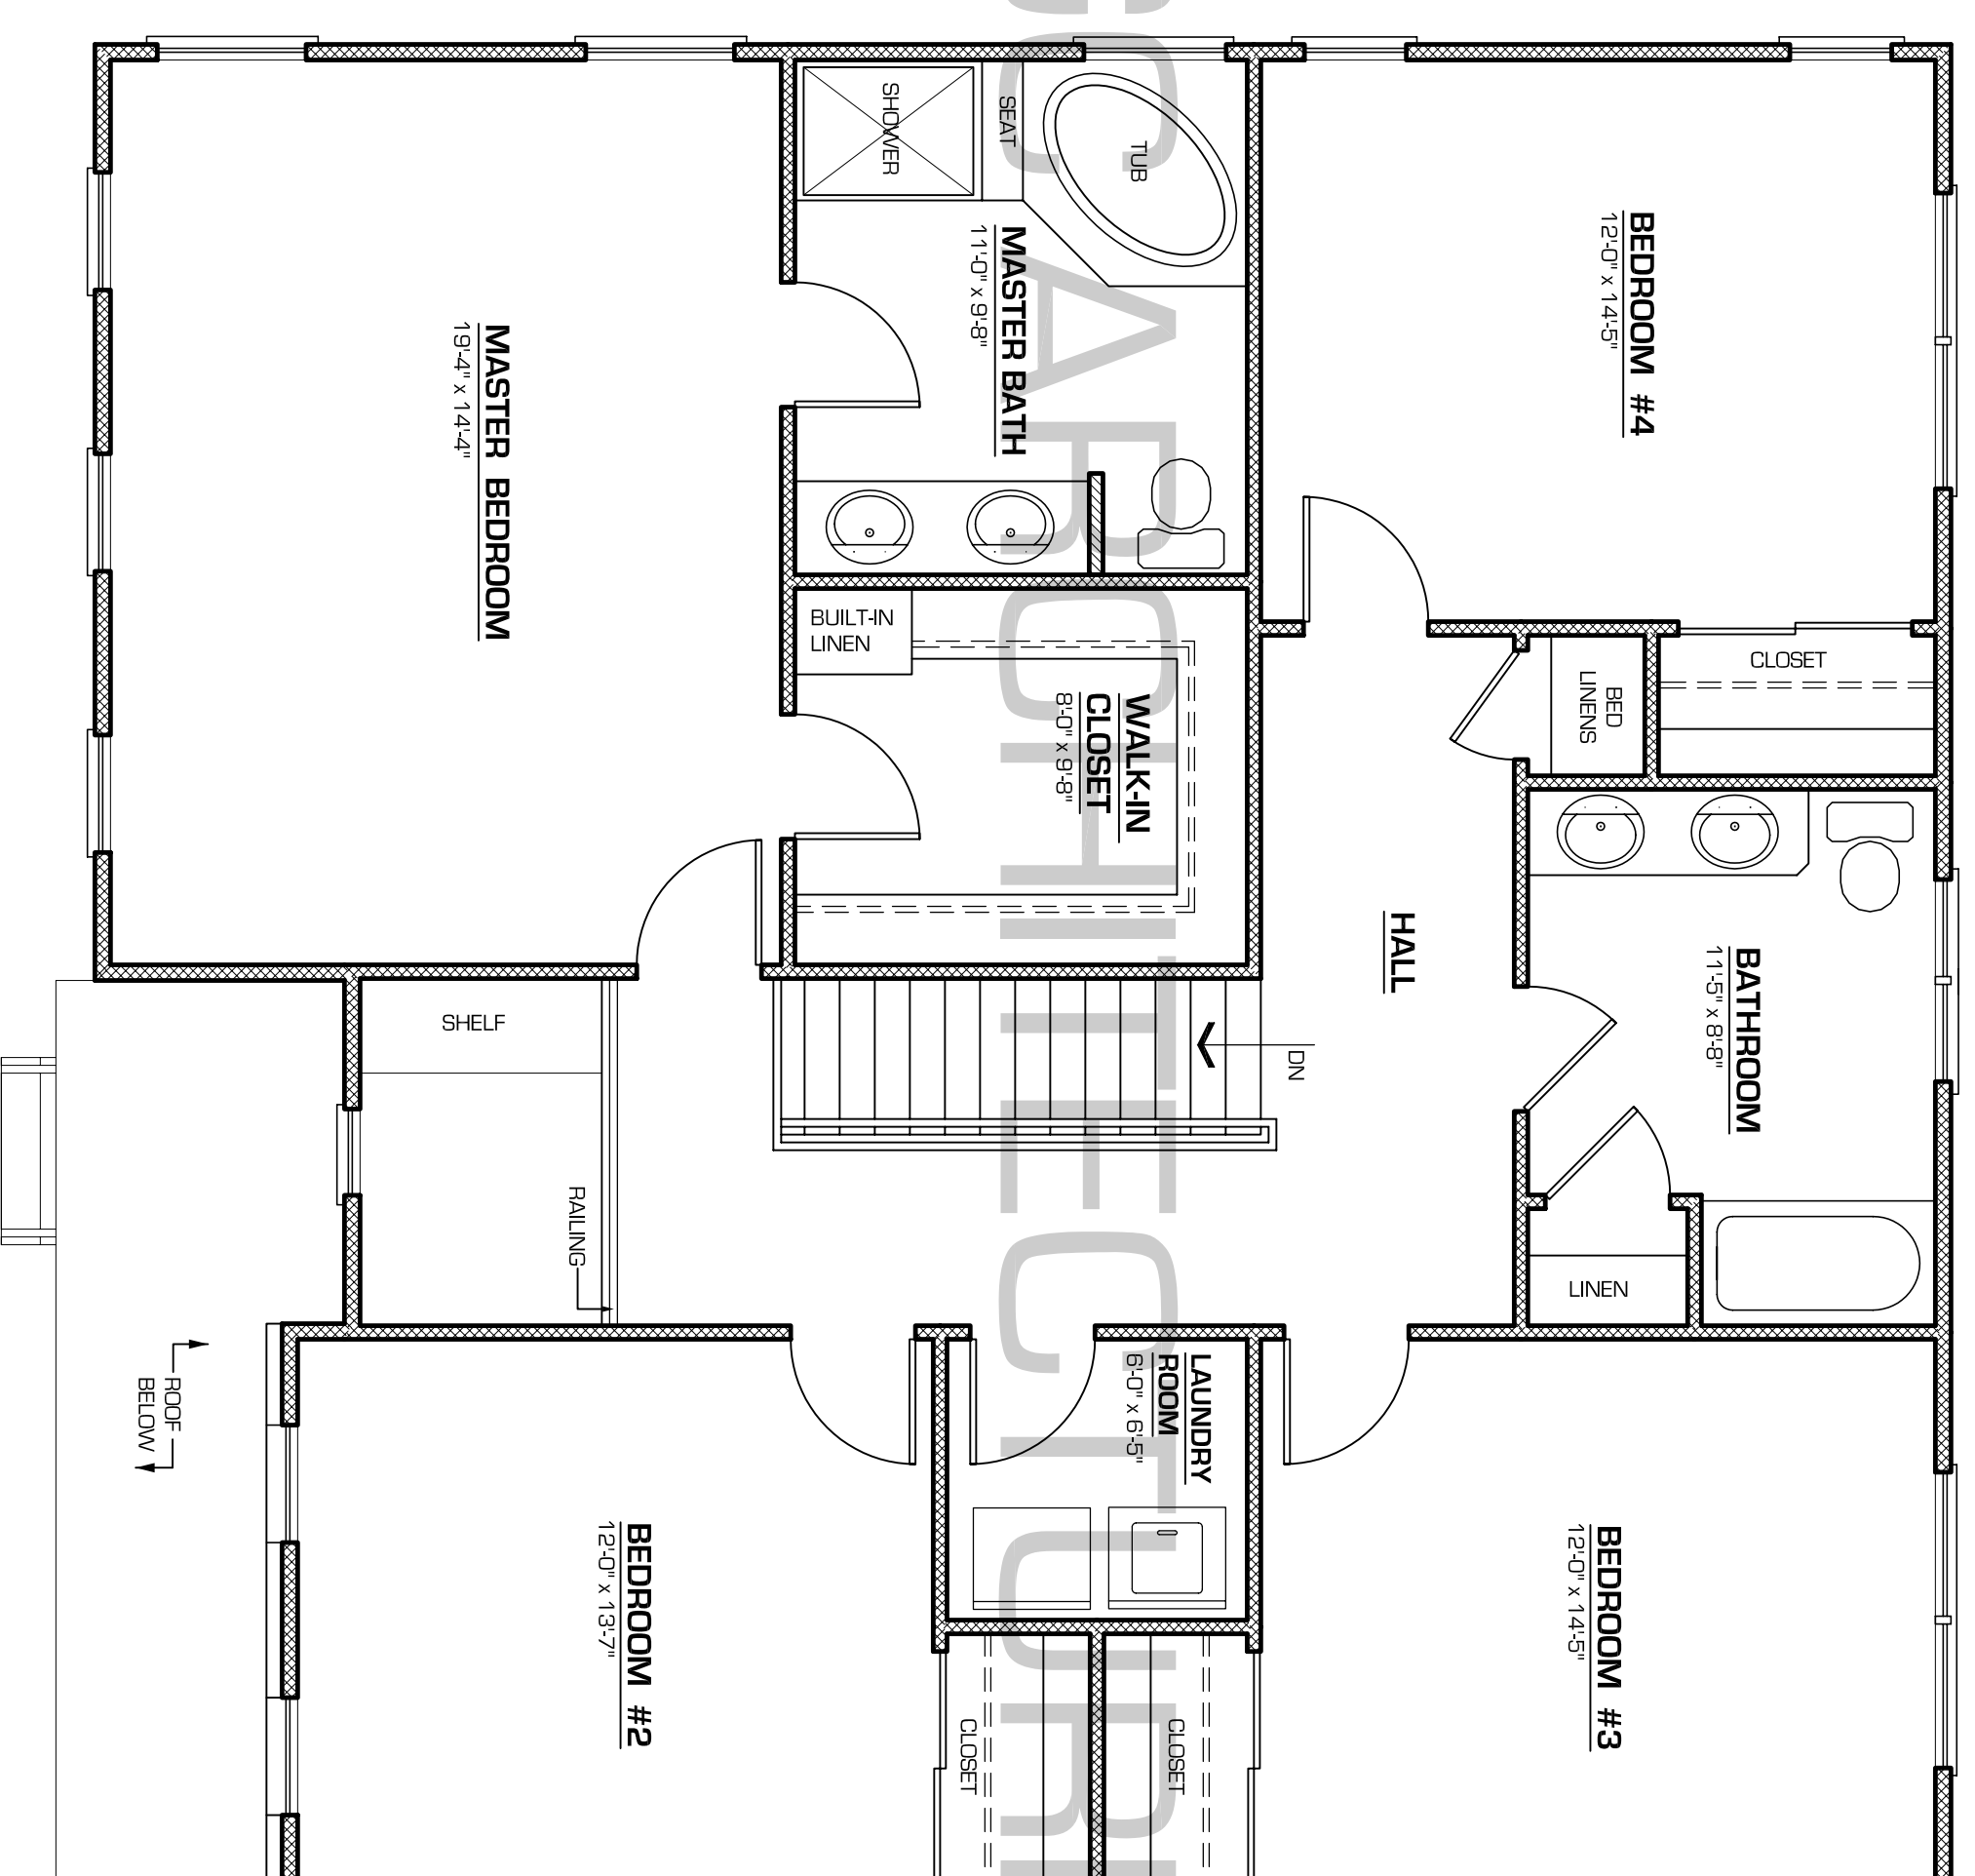 MASTER BEDROOM
19'-4" x 14'-4"
SHOWER
SEAT
TUB
MASTER BATH
11'-0" x 9'-8"
BEDROOM #4
12'-0" x 14'-5"
BUILT-IN
LINEN
WALK-IN
CLOSET
8'-0" x 9'-8"
BED
LINENS
CLOSET
HALL
BATHROOM
11'-5" x 8'-8"
SHELF
DN
RAILING
LINEN
ROOF
BELOW
LAUNDRY
ROOM
6'-0" x 6'-5"
BEDROOM #2
12'-0" x 13'-7"
BEDROOM #3
12'-0" x 14'-5"
CLOSET
CLOSET